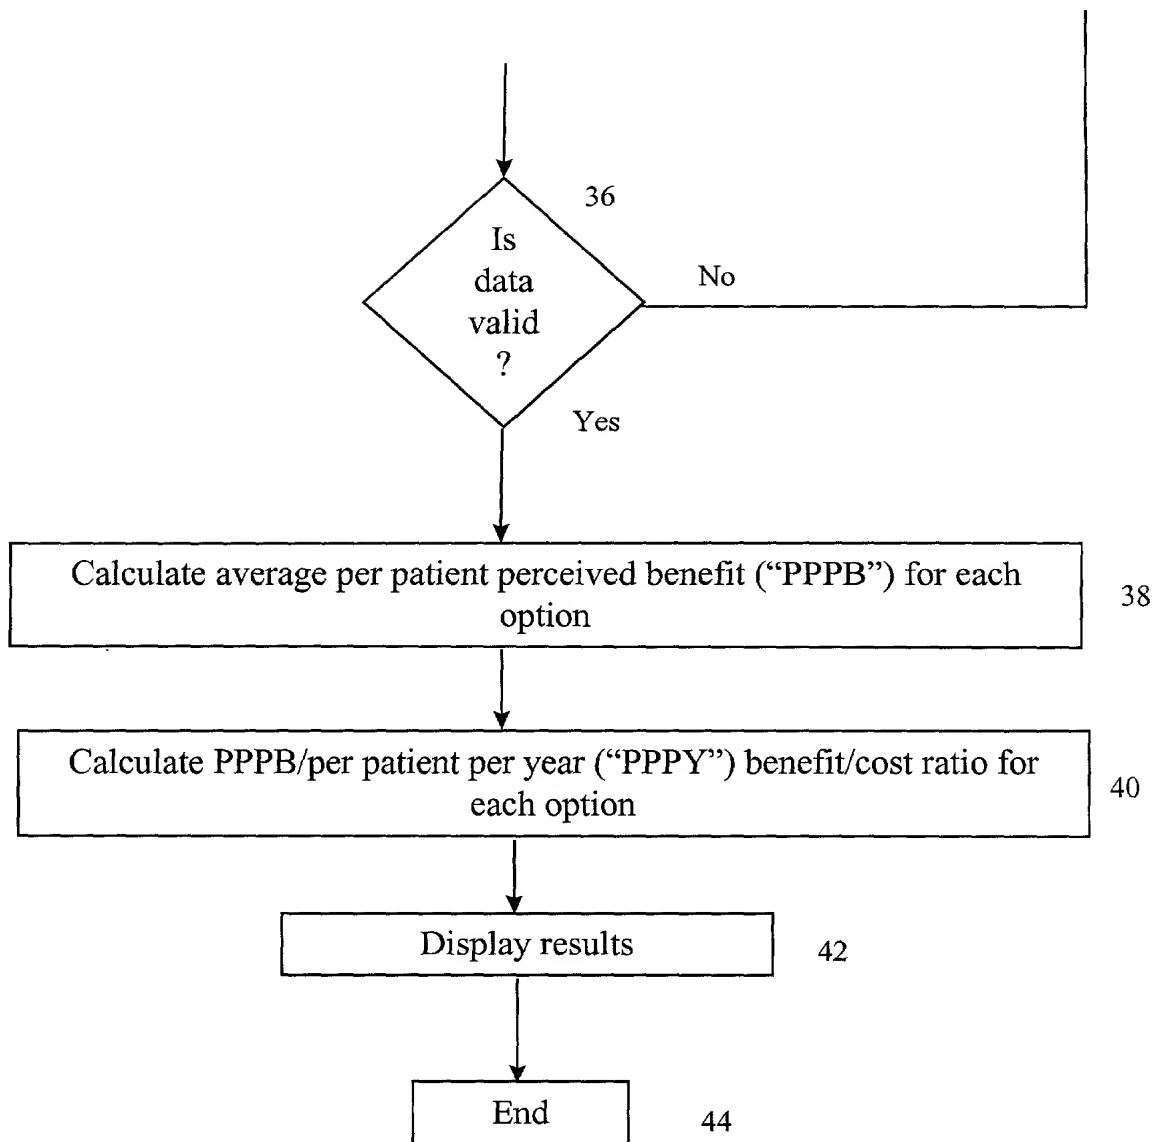 36
Is
data
valid
?
No
Yes
Calculate average per patient perceived benefit (“PPPB”) for each
option
38
Calculate PPPB/per patient per year (“PPPY”) benefit/cost ratio for
each option
40
Display results
42
End
44